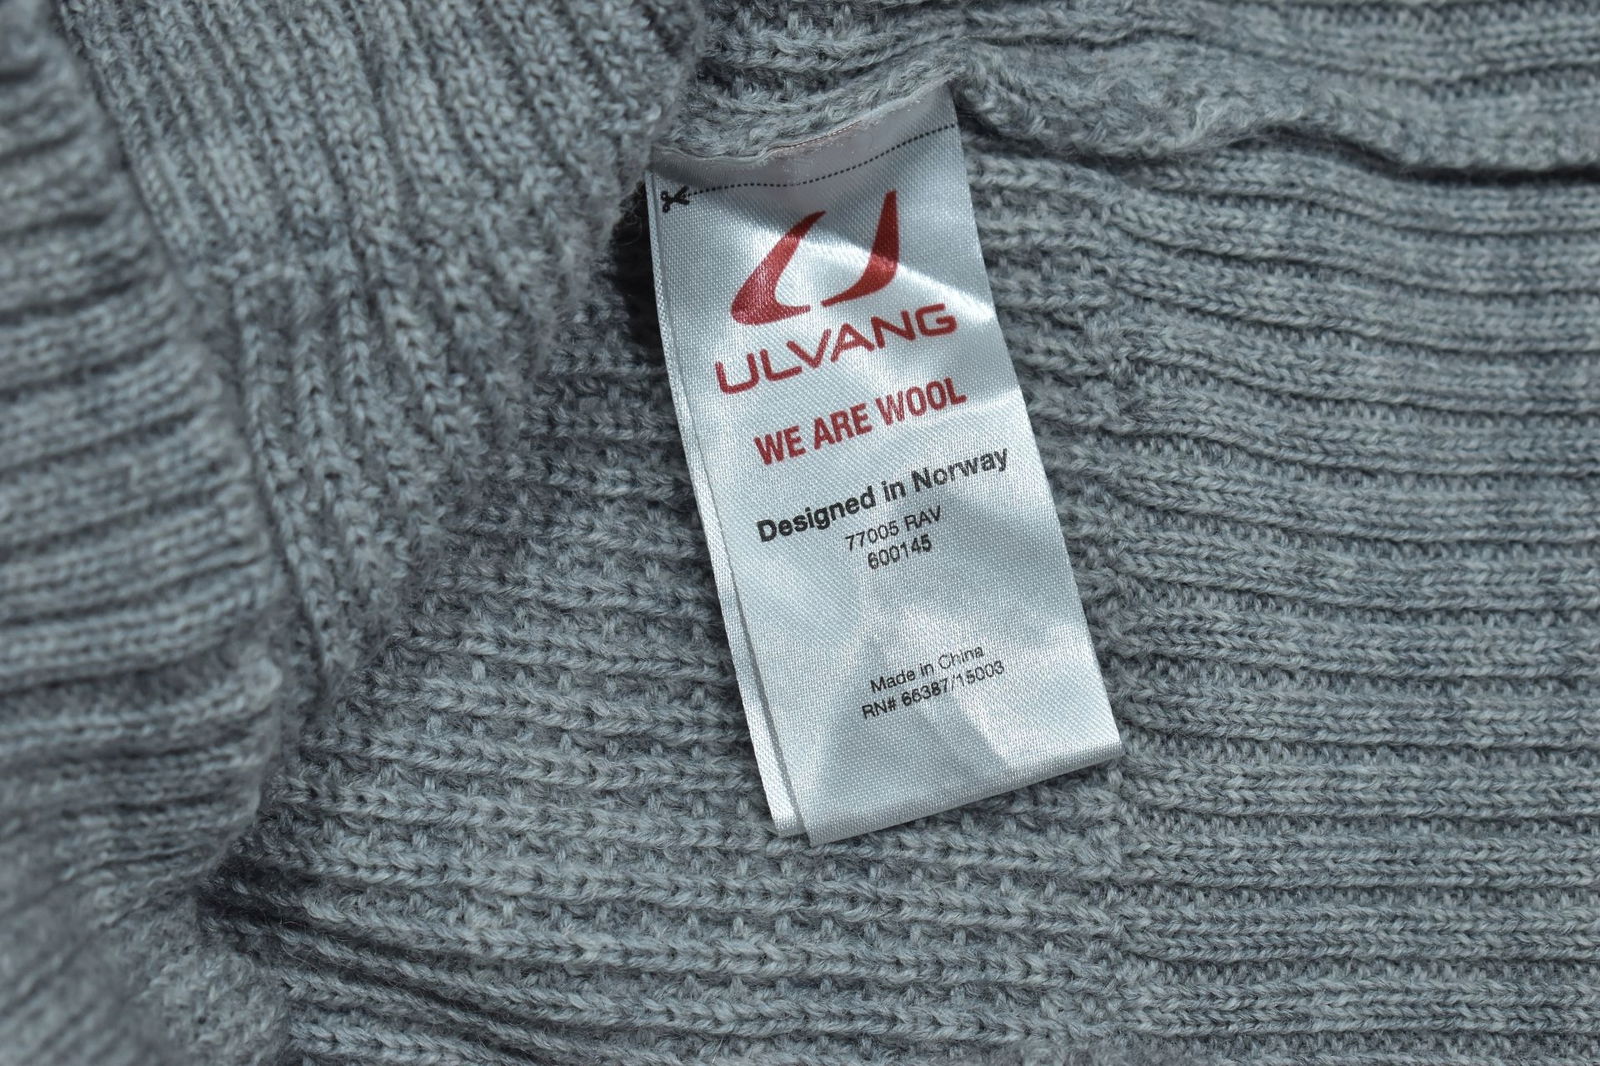 ULVANG
WE ARE WOOL
Designed in Norway
77005 RAV
600145
Made in China
RN# 66387/15003